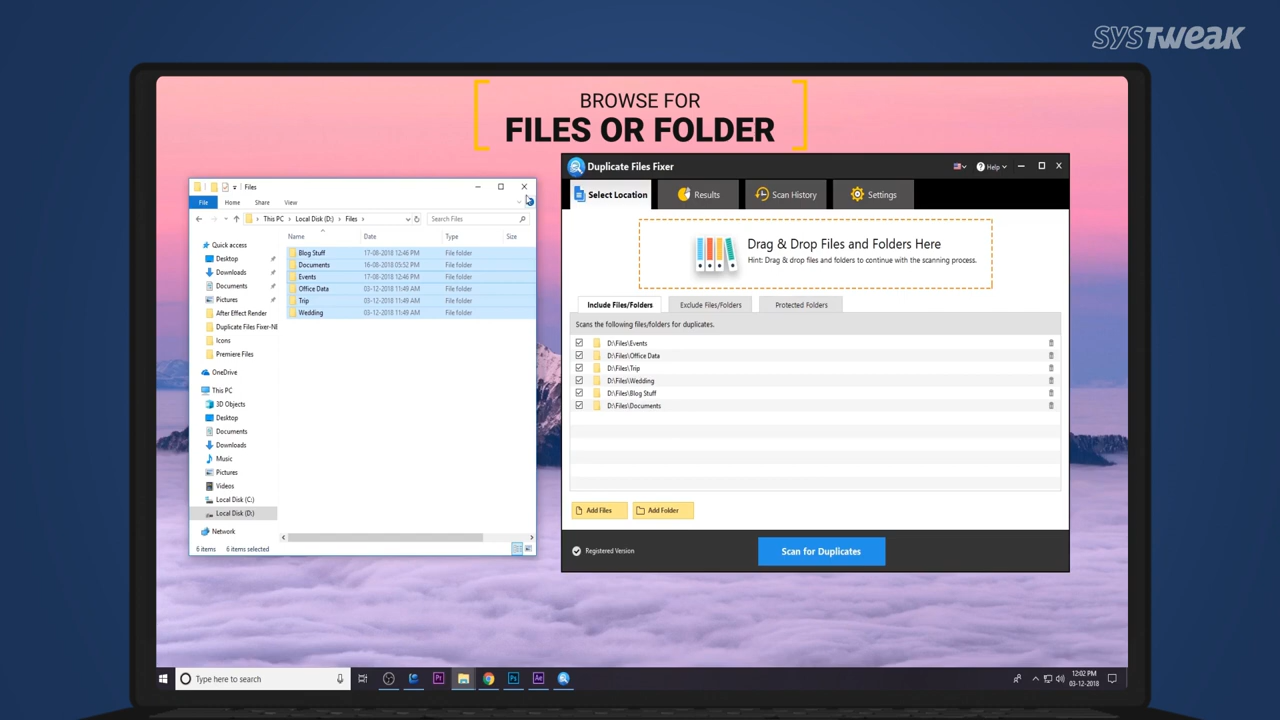 SYSTWEAK
BROWSE FOR
FILES OR FOLDER
Files
File Home Share View
This PC Local Disk (D:) Files
Search Files
Name Date Type Size
Quick access
Desktop
Downloads
Documents
Pictures
After Effect Render
Duplicate Files Fixer-NE
Icons
Premiere Files
OneDrive
This PC
3D Objects
Desktop
Documents
Downloads
Music
Pictures
Videos
Local Disk (C:)
Local Disk (D:)
Network
Blog Stuff 17-08-2018 12:46 PM File folder
Documents 16-08-2018 05:52 PM File folder
Events 17-08-2018 12:46 PM File folder
Office Data 03-12-2018 11:49 AM File folder
Trip 03-12-2018 11:49 AM File folder
Wedding 03-12-2018 11:49 AM File folder
6 items 6 items selected
Duplicate Files Fixer
Help
Select Location Results Scan History Settings
Drag & Drop Files and Folders Here
Hint: Drag & drop files and folders to continue with the scanning process.
Include Files/Folders Exclude Files/Folders Protected Folders
Scans the following files/folders for duplicates.
D:\Files\Events
D:\Files\Office Data
D:\Files\Trip
D:\Files\Wedding
D:\Files\Blog Stuff
D:\Files\Documents
Add Files Add Folder
Registered Version
Scan for Duplicates
Type here to search
Pr
Ps
Ae
12:02 PM
03-12-2018